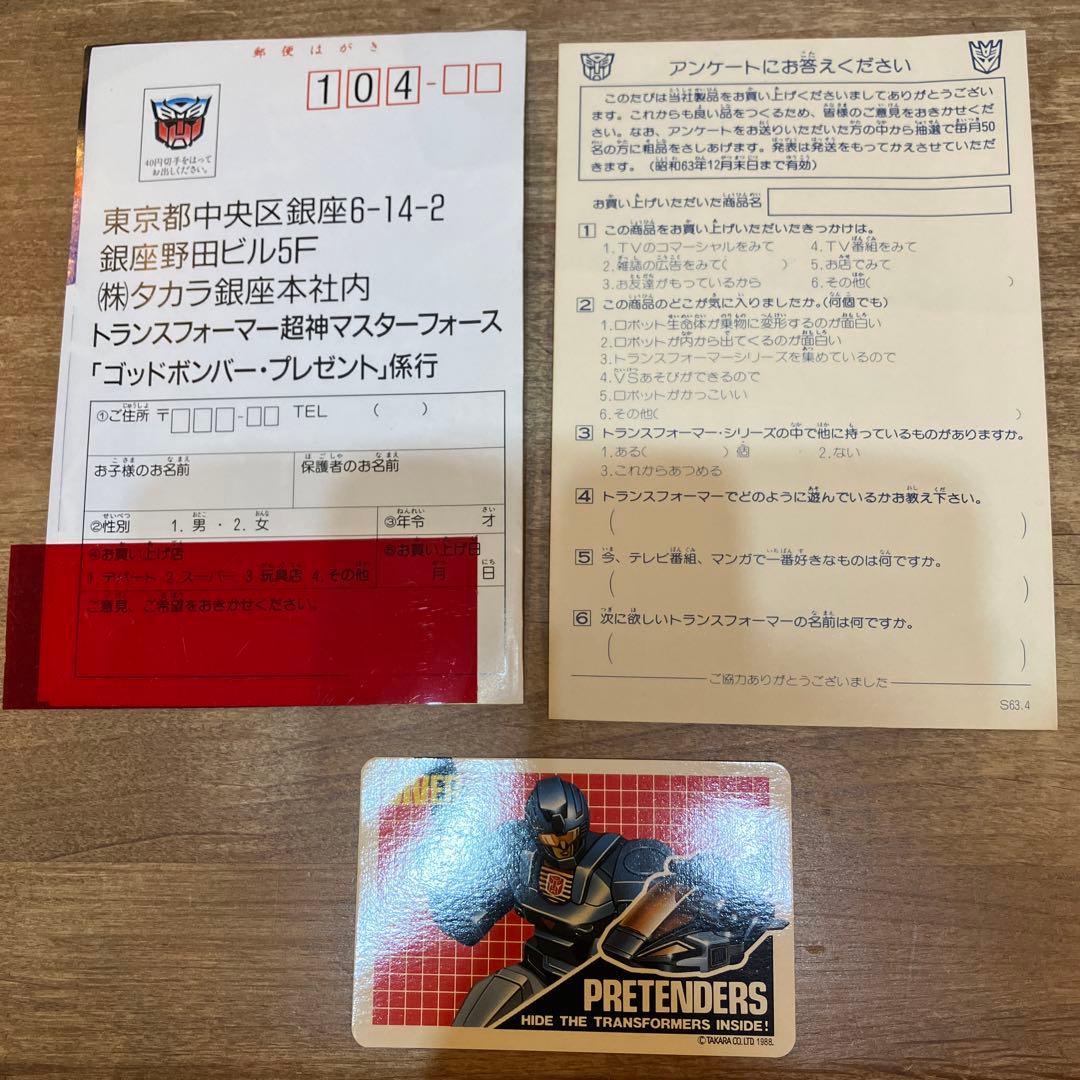 郵便はがき
104-□□
40円切手をはって
お出しください。
東京都中央区銀座6-14-2
銀座野田ビル5F
(株)タカラ銀座本社内
トランスフォーマー超神マスターフォース
「ゴッドボンバー・プレゼント」係行
①ご住所 〒□□□-□□ TEL ( )
お子様のお名前 保護者のお名前
②性別 1.男・2.女 ③年令 才
④お買い上げ店 ⑤お買い上げ日
1.デパート 2.スーパー 3.玩具店 4.その他 月 日
ご意見、ご希望をおきかせください。
アンケートにお答えください
このたびは当社製品をお買い上げくださいましてありがとうござい
ます。これからも良い品をつくるため、皆様のご意見をおきかせくだ
さい。なお、アンケートをお送りいただいた方の中から抽選で毎月50
名の方に粗品をさしあげます。発表は発送をもってかえさせていただ
きます。(昭和63年12月末日まで有効)
お買い上げいただいた商品名
1 この商品をお買い上げいただいたきっかけは。
1.TVのコマーシャルをみて 4.TV番組をみて
2.雑誌の広告をみて( ) 5.お店でみて
3.お友達がもっているから 6.その他( )
2 この商品のどこが気に入りましたか。(何個でも)
1.ロボット生命体が乗物に変形するのが面白い
2.ロボットが内から出てくるのが面白い
3.トランスフォーマーシリーズを集めているので
4.VSあそびができるので
5.ロボットがかっこいい
6.その他( )
3 トランスフォーマー・シリーズの中で他に持っているものがありますか。
1.ある( )個 2.ない
3.これからあつめる
4 トランスフォーマーでどのように遊んでいるかお教え下さい。
( )
5 今、テレビ番組、マンガで一番好きなものは何ですか。
( )
6 次に欲しいトランスフォーマーの名前は何ですか。
( )
ご協力ありがとうございました
S63.4
PRETENDERS
HIDE THE TRANSFORMERS INSIDE!
©TAKARA CO.LTD 1988.